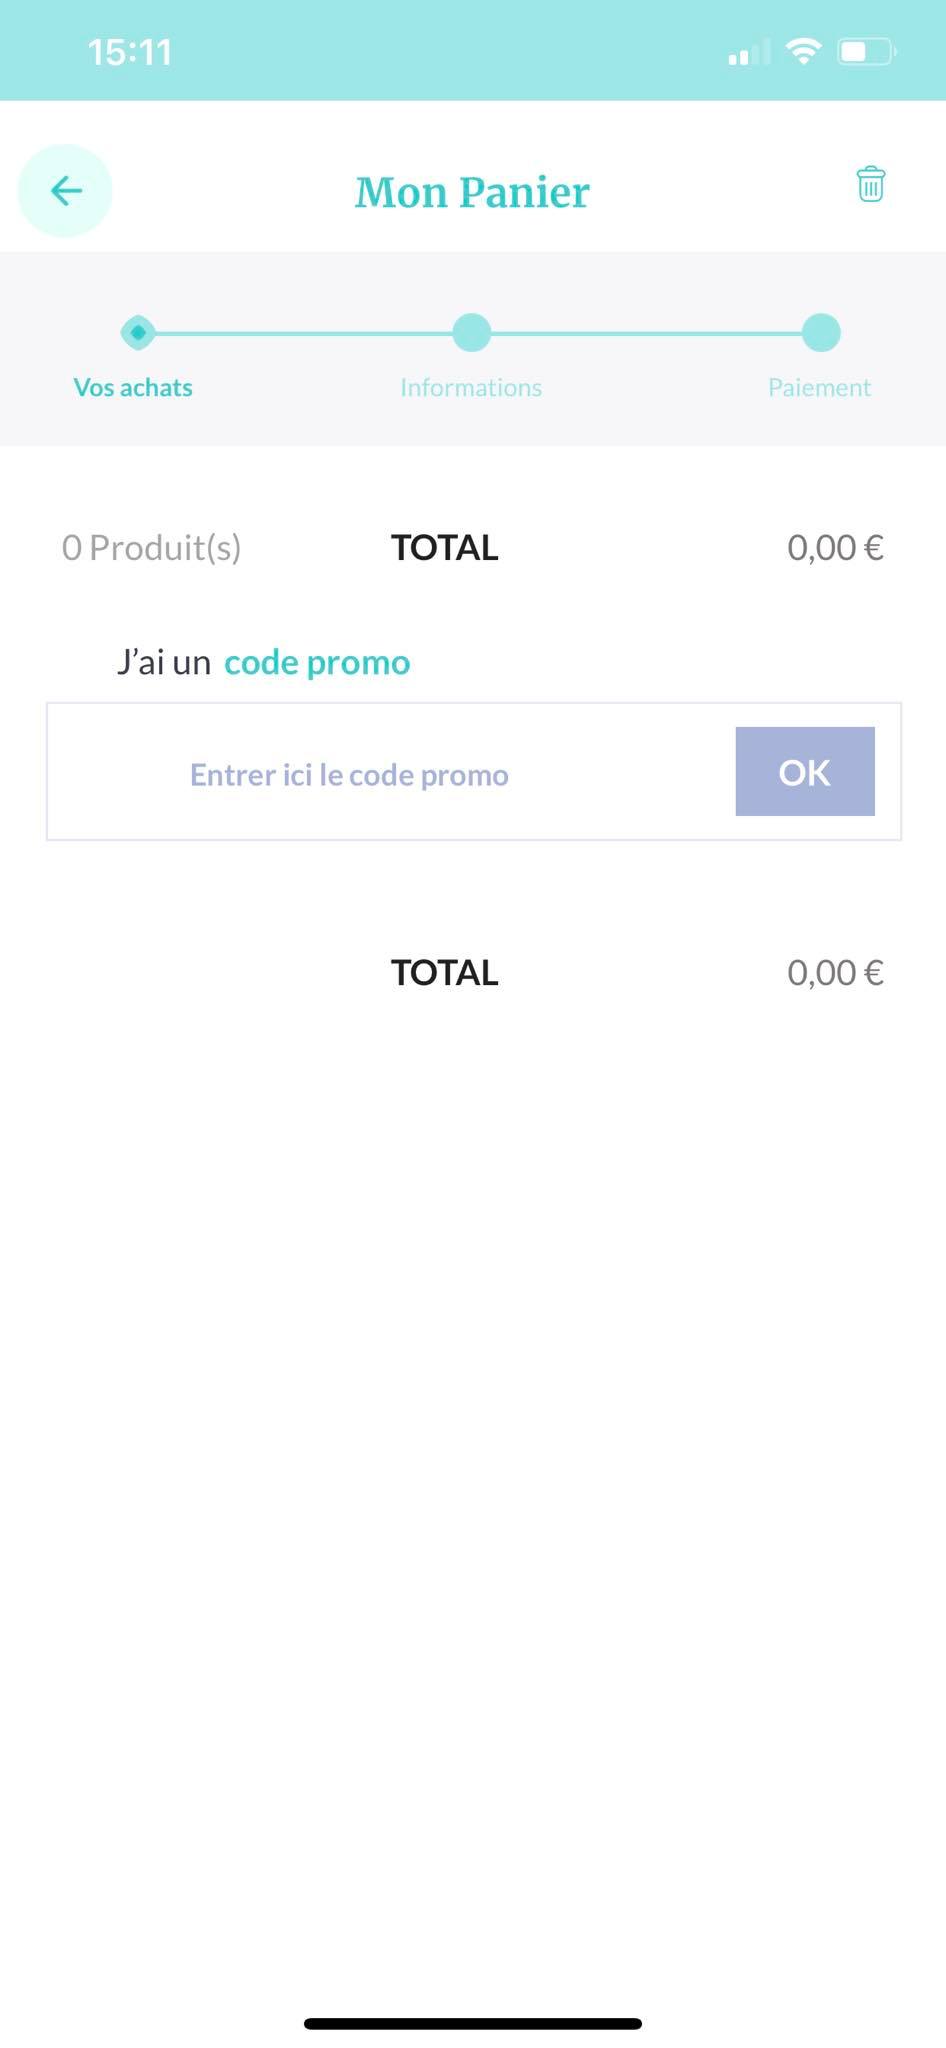 15:11
Mon Panier
Vos achats Informations Paiement
0 Produit(s) TOTAL 0,00 €
J’ai un code promo
Entrer ici le code promo OK
TOTAL 0,00 €